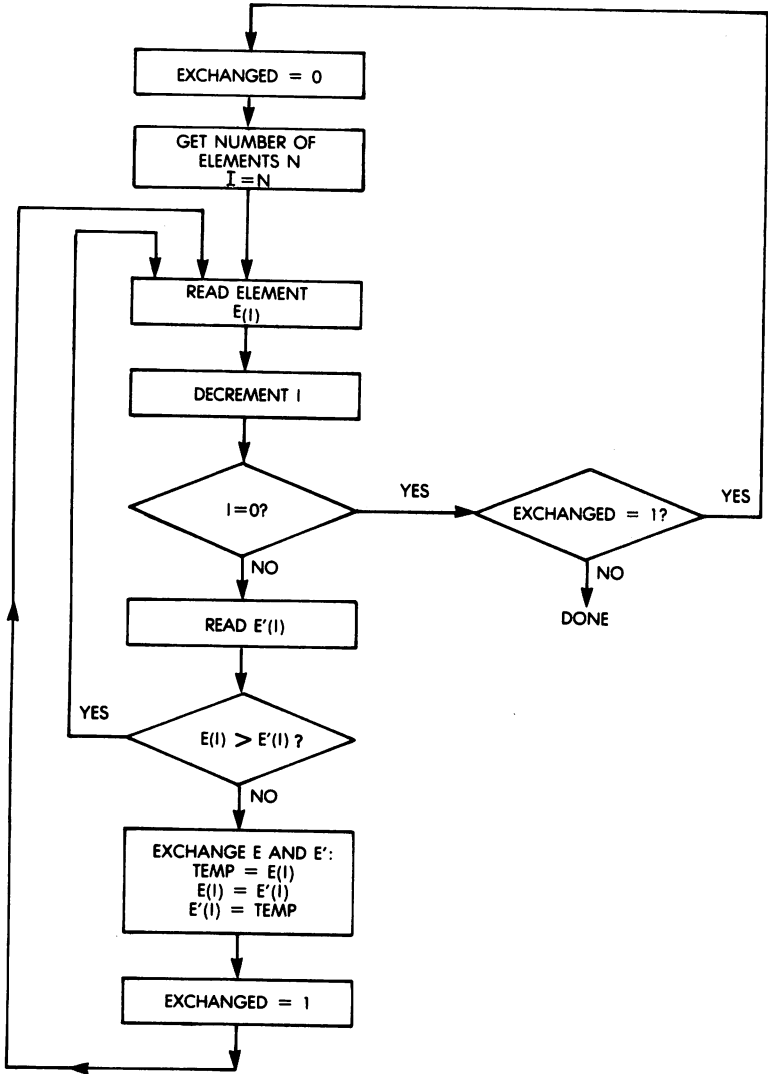 EXCHANGED = 0
GET NUMBER OF
ELEMENTS N
I=N
READ ELEMENT
E(I)
DECREMENT I
I=0?
YES
EXCHANGED = 1?
YES
NO
NO
DONE
READ E'(I)
YES
E(I) > E'(I) ?
NO
EXCHANGE E AND E':
TEMP = E(I)
E(I) = E'(I)
E'(I) = TEMP
EXCHANGED = 1